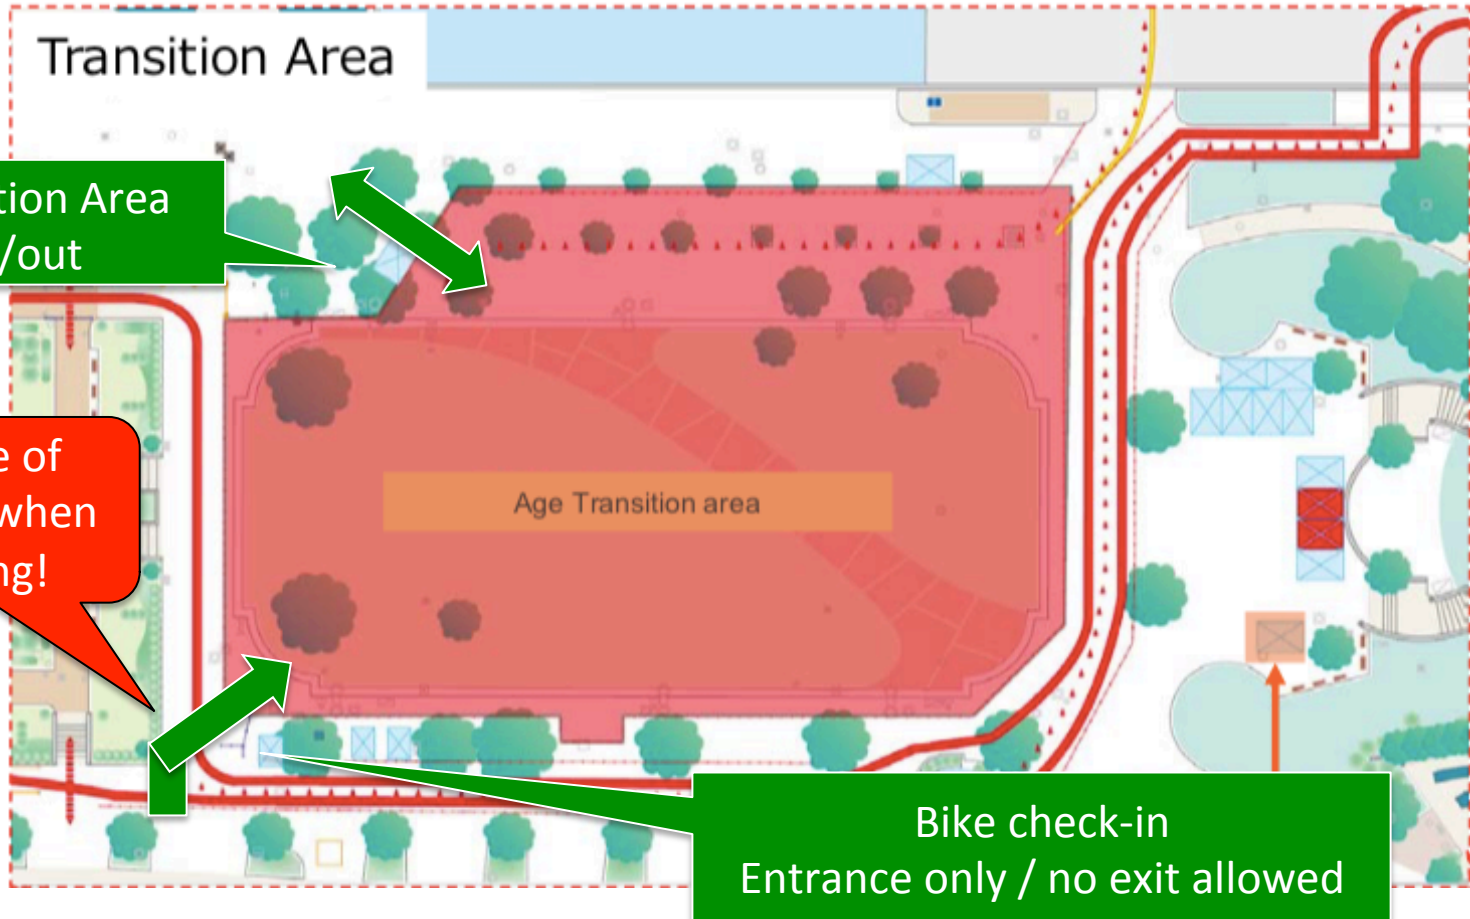 Transition Area
tion Area
/out
e of
when
ng!
Age Transition area
Bike check-in
Entrance only / no exit allowed